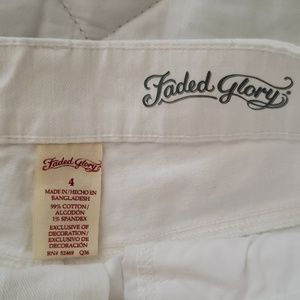 Faded Glory®
Faded Glory
4
MADE IN/HECHO EN
BANGLADESH
99% COTTON/
ALGODÓN
1% SPANDEX
EXCLUSIVE OF
DECORATION/
EXCLUSIVO DE
DECORACIÓN
RN# 52469 Q36